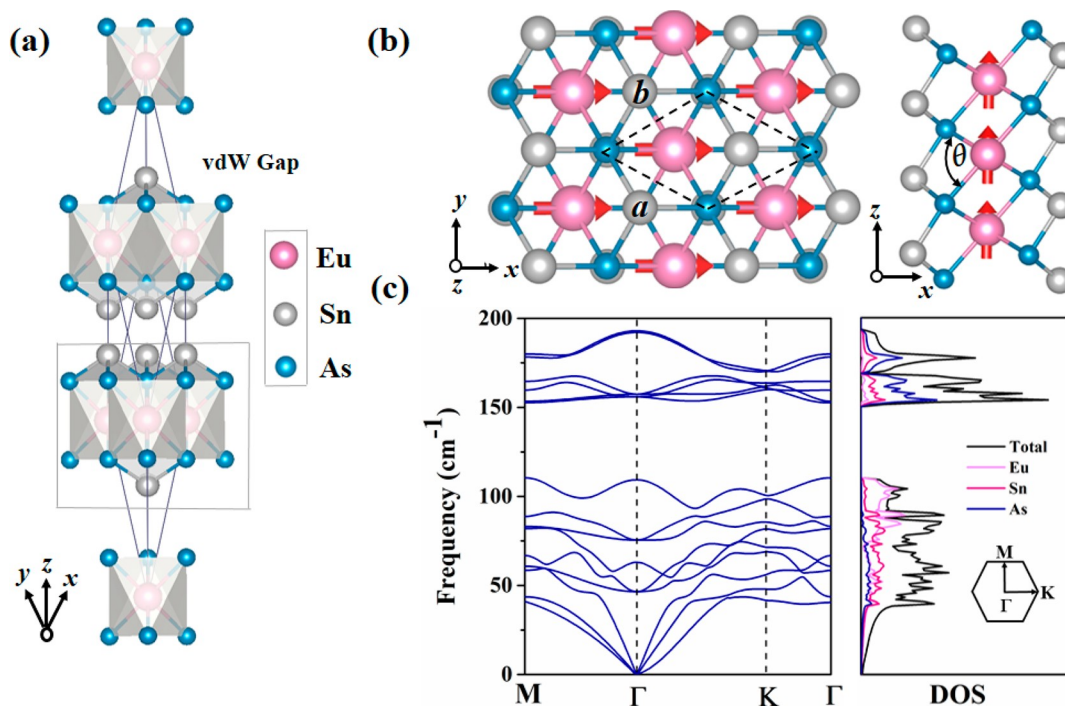 (a)
vdW Gap
Eu
Sn
As
y z x
(b)
b
a
y
z x
θ
z
x
(c)
200
150
100
50
0
Frequency (cm⁻¹)
M Γ K Γ
Total
Eu
Sn
As
M
Γ K
DOS